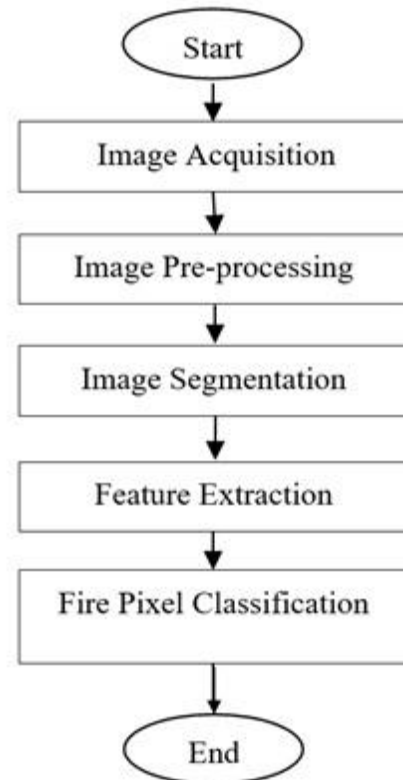 Start
Image Acquisition
Image Pre-processing
Image Segmentation
Feature Extraction
Fire Pixel Classification
End